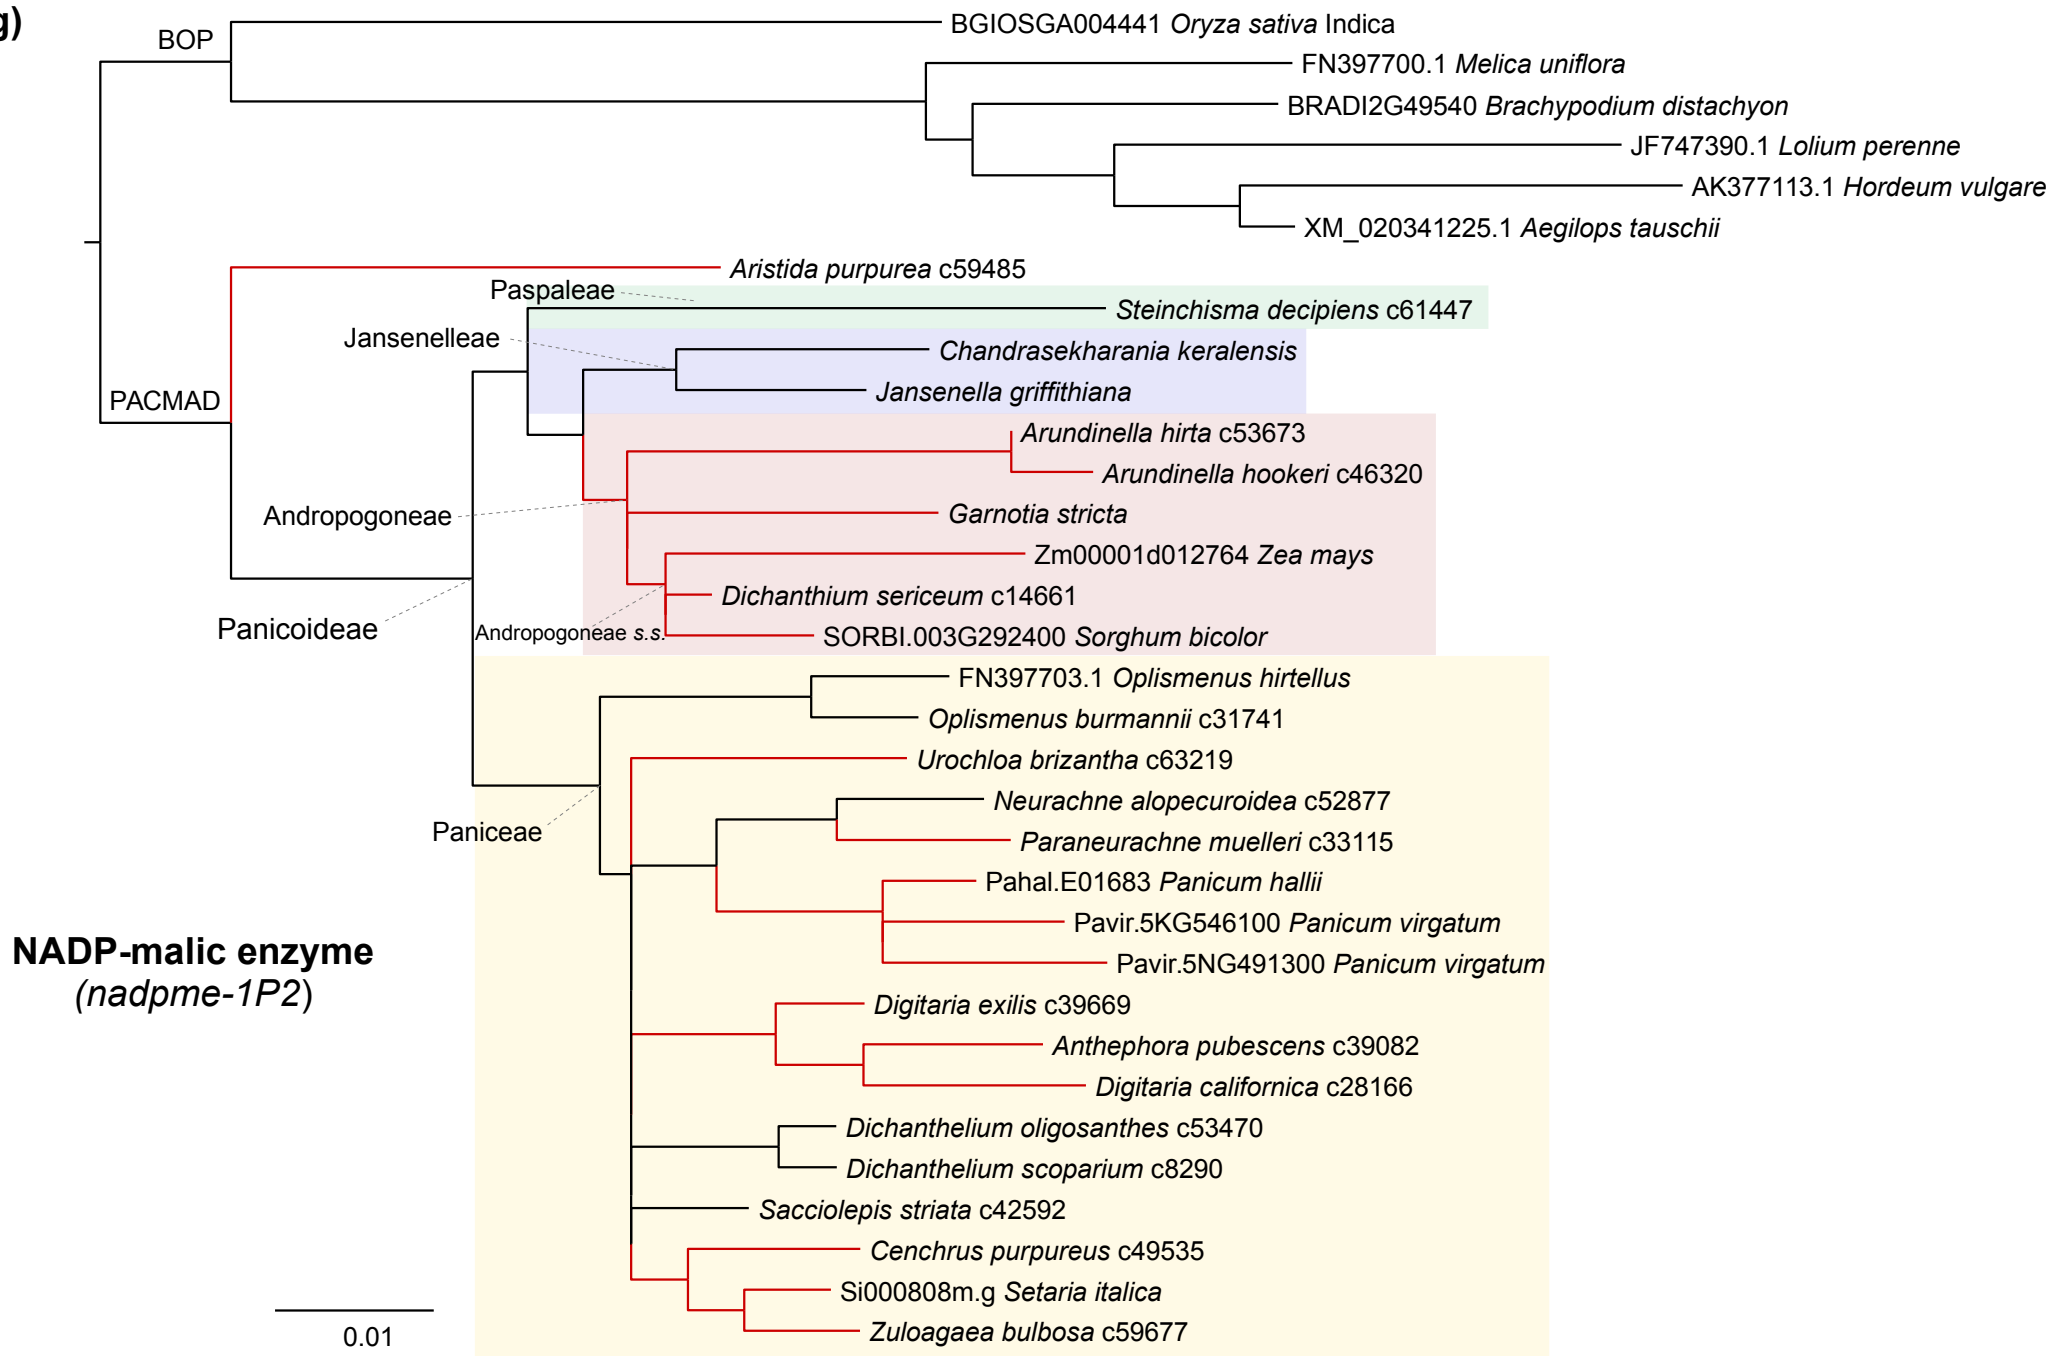 g)
BOP
BGIOSGA004441 Oryza sativa Indica
FN397700.1 Melica uniflora
BRADI2G49540 Brachypodium distachyon
JF747390.1 Lolium perenne
AK377113.1 Hordeum vulgare
XM_020341225.1 Aegilops tauschii
Aristida purpurea c59485
Paspaleae
Steinchisma decipiens c61447
Jansenelleae
Chandrasekharania keralensis
Jansenella griffithiana
PACMAD
Arundinella hirta c53673
Arundinella hookeri c46320
Andropogoneae
Garnotia stricta
Zm00001d012764 Zea mays
Dichanthium sericeum c14661
Panicoideae
Andropogoneae s.s.
SORBI.003G292400 Sorghum bicolor
FN397703.1 Oplismenus hirtellus
Oplismenus burmannii c31741
Urochloa brizantha c63219
Neurachne alopecuroidea c52877
Paniceae
Paraneurachne muelleri c33115
Pahal.E01683 Panicum hallii
Pavir.5KG546100 Panicum virgatum
Pavir.5NG491300 Panicum virgatum
NADP-malic enzyme
(nadpme-1P2)
Digitaria exilis c39669
Anthephora pubescens c39082
Digitaria californica c28166
Dichanthelium oligosanthes c53470
Dichanthelium scoparium c8290
Sacciolepis striata c42592
Cenchrus purpureus c49535
Si000808m.g Setaria italica
Zuloagaea bulbosa c59677
0.01